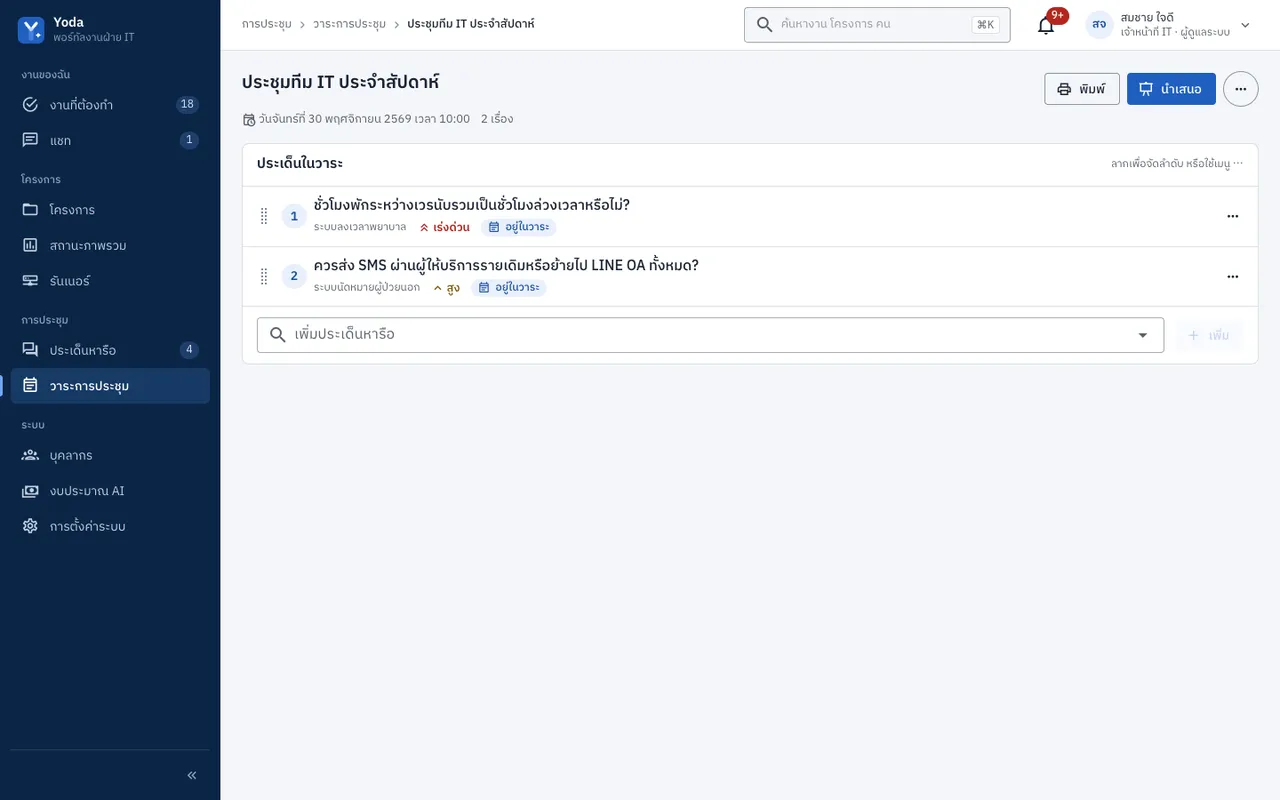 Yoda
พอร์ทัลงานฝ่าย IT
งานของฉัน
งานที่ต้องทำ 18
แชท 1
โครงการ
โครงการ
สถานะภาพรวม
รันเนอร์
การประชุม
ประเด็นหารือ 4
วาระการประชุม
ระบบ
บุคลากร
งบประมาณ AI
การตั้งค่าระบบ
การประชุม > วาระการประชุม > ประชุมทีม IT ประจำสัปดาห์
ค้นหางาน โครงการ คน ⌘K
9+
สจ
สมชาย ใจดี
เจ้าหน้าที่ IT · ผู้ดูแลระบบ
ประชุมทีม IT ประจำสัปดาห์
พิมพ์
นำเสนอ
วันจันทร์ที่ 30 พฤศจิกายน 2569 เวลา 10:00 2 เรื่อง
ประเด็นในวาระ
ลากเพื่อจัดลำดับ หรือใช้เมนู ⋯
1 ชั่วโมงพักระหว่างเวรนับรวมเป็นชั่วโมงล่วงเวลาหรือไม่?
ระบบลงเวลาพยาบาล เร่งด่วน อยู่ในวาระ
2 ควรส่ง SMS ผ่านผู้ให้บริการรายเดิมหรือย้ายไป LINE OA ทั้งหมด?
ระบบนัดหมายผู้ป่วยนอก สูง อยู่ในวาระ
เพิ่มประเด็นหารือ
+ เพิ่ม